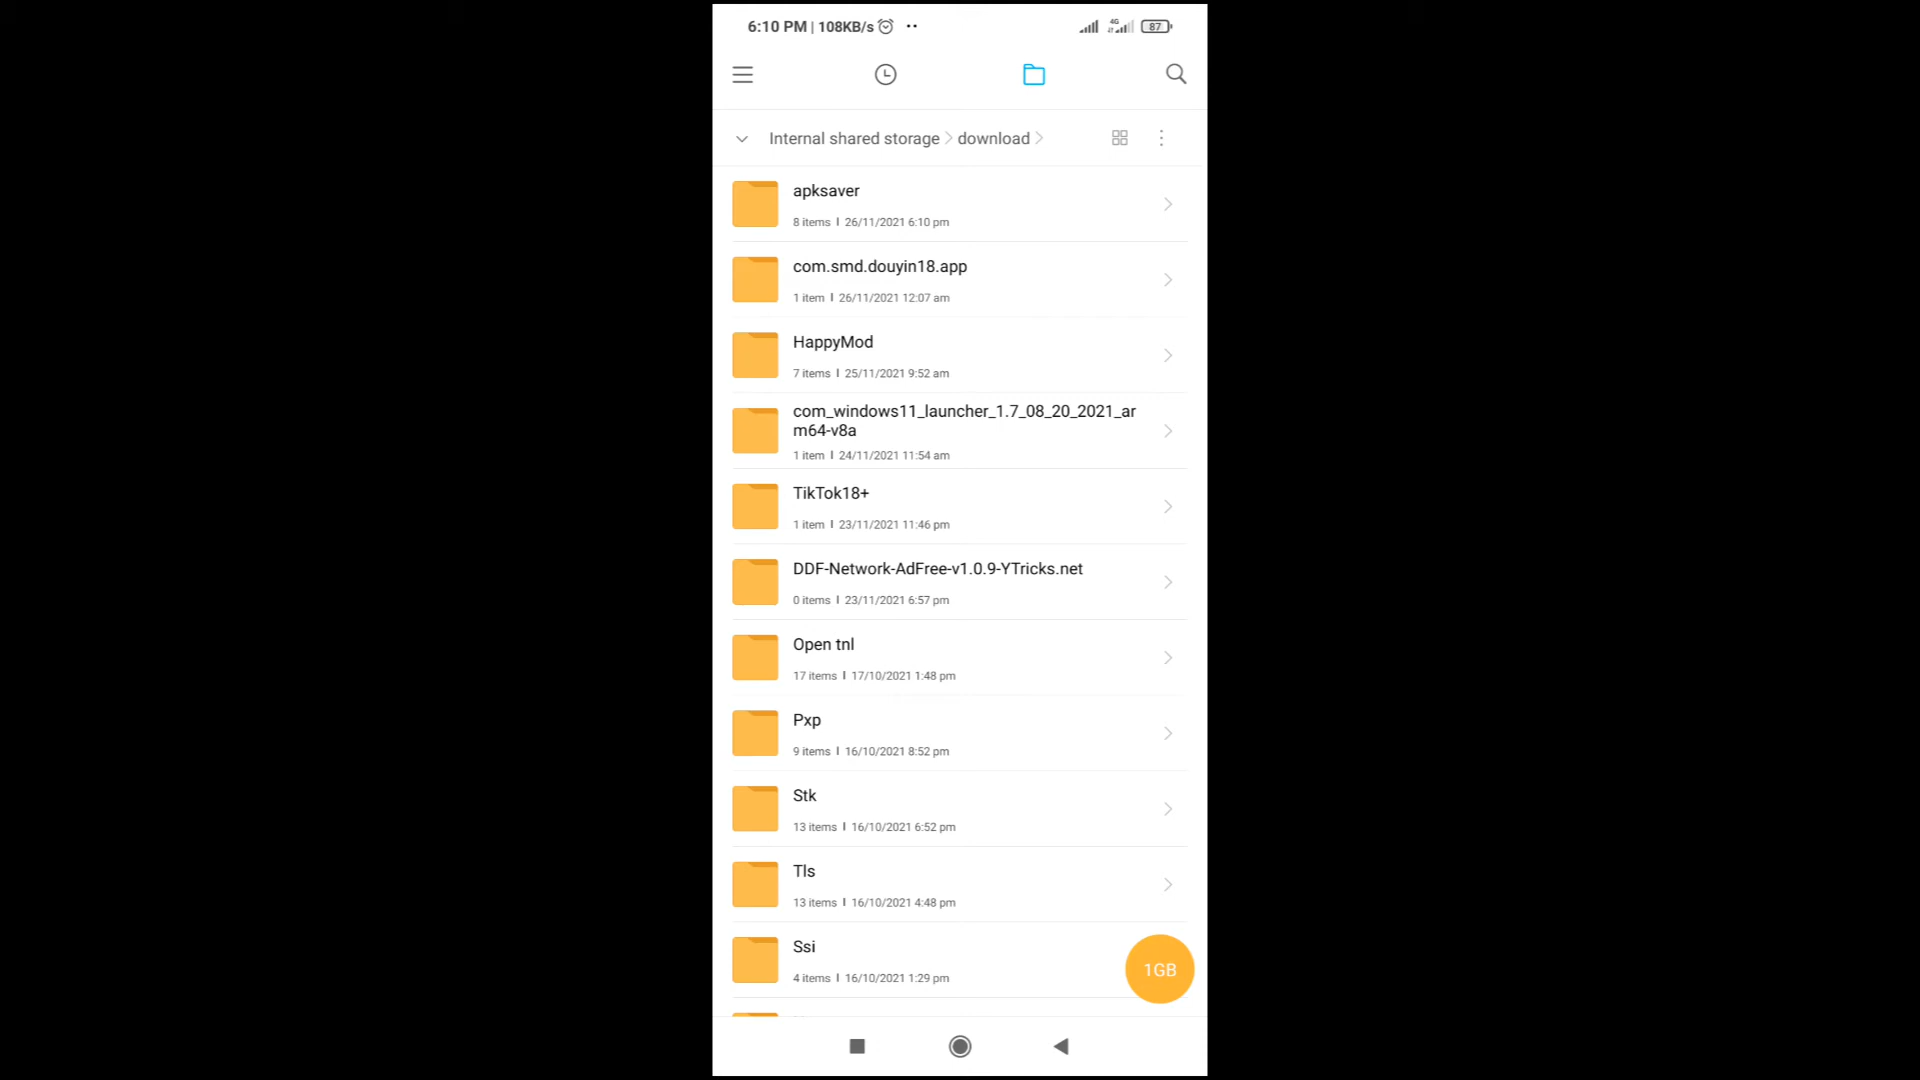 6:10 PM | 108KB/s
4G
87
Internal shared storage > download >
apksaver
8 items | 26/11/2021 6:10 pm
com.smd.douyin18.app
1 item | 26/11/2021 12:07 am
HappyMod
7 items | 25/11/2021 9:52 am
com_windows11_launcher_1.7_08_20_2021_ar
m64-v8a
1 item | 24/11/2021 11:54 am
TikTok18+
1 item | 23/11/2021 11:46 pm
DDF-Network-AdFree-v1.0.9-YTricks.net
0 items | 23/11/2021 6:57 pm
Open tnl
17 items | 17/10/2021 1:48 pm
Pxp
9 items | 16/10/2021 8:52 pm
Stk
13 items | 16/10/2021 6:52 pm
Tls
13 items | 16/10/2021 4:48 pm
Ssi
4 items | 16/10/2021 1:29 pm
1GB